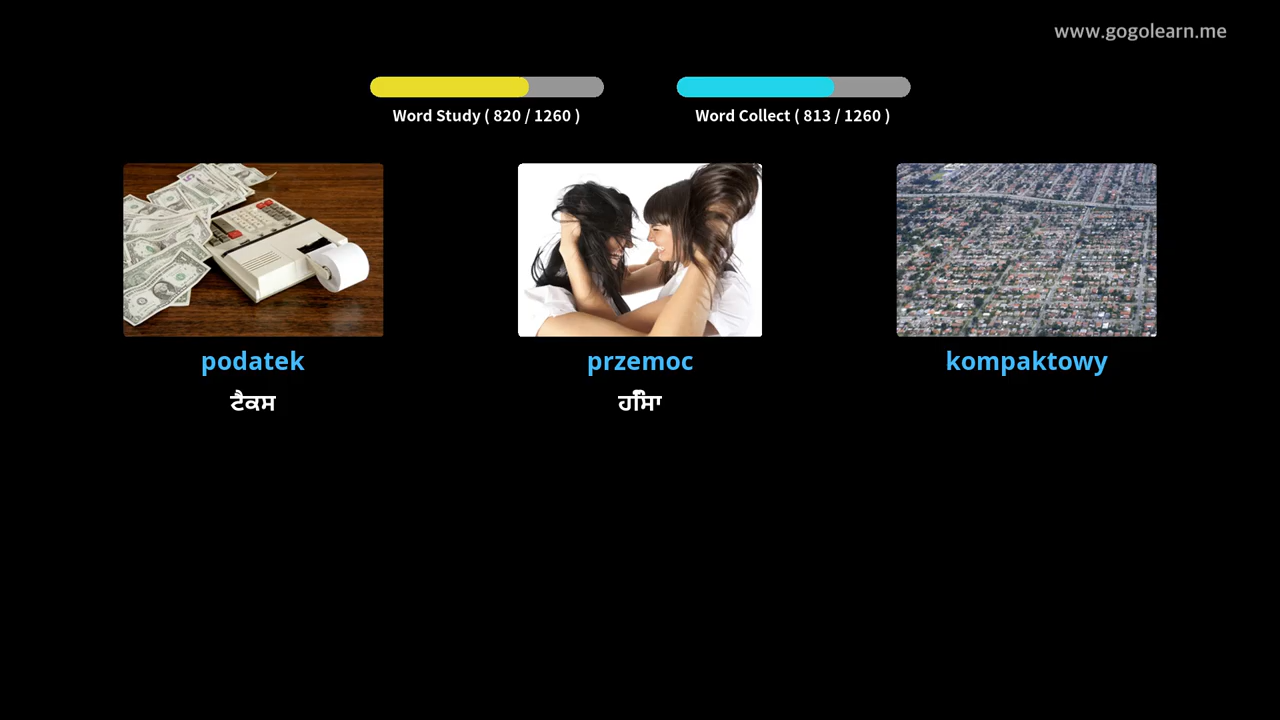 www.gogolearn.me
Word Study ( 820 / 1260 )
Word Collect ( 813 / 1260 )
podatek
przemoc
kompaktowy
ਟੈਕਸ
ਹਿੰਸਾ